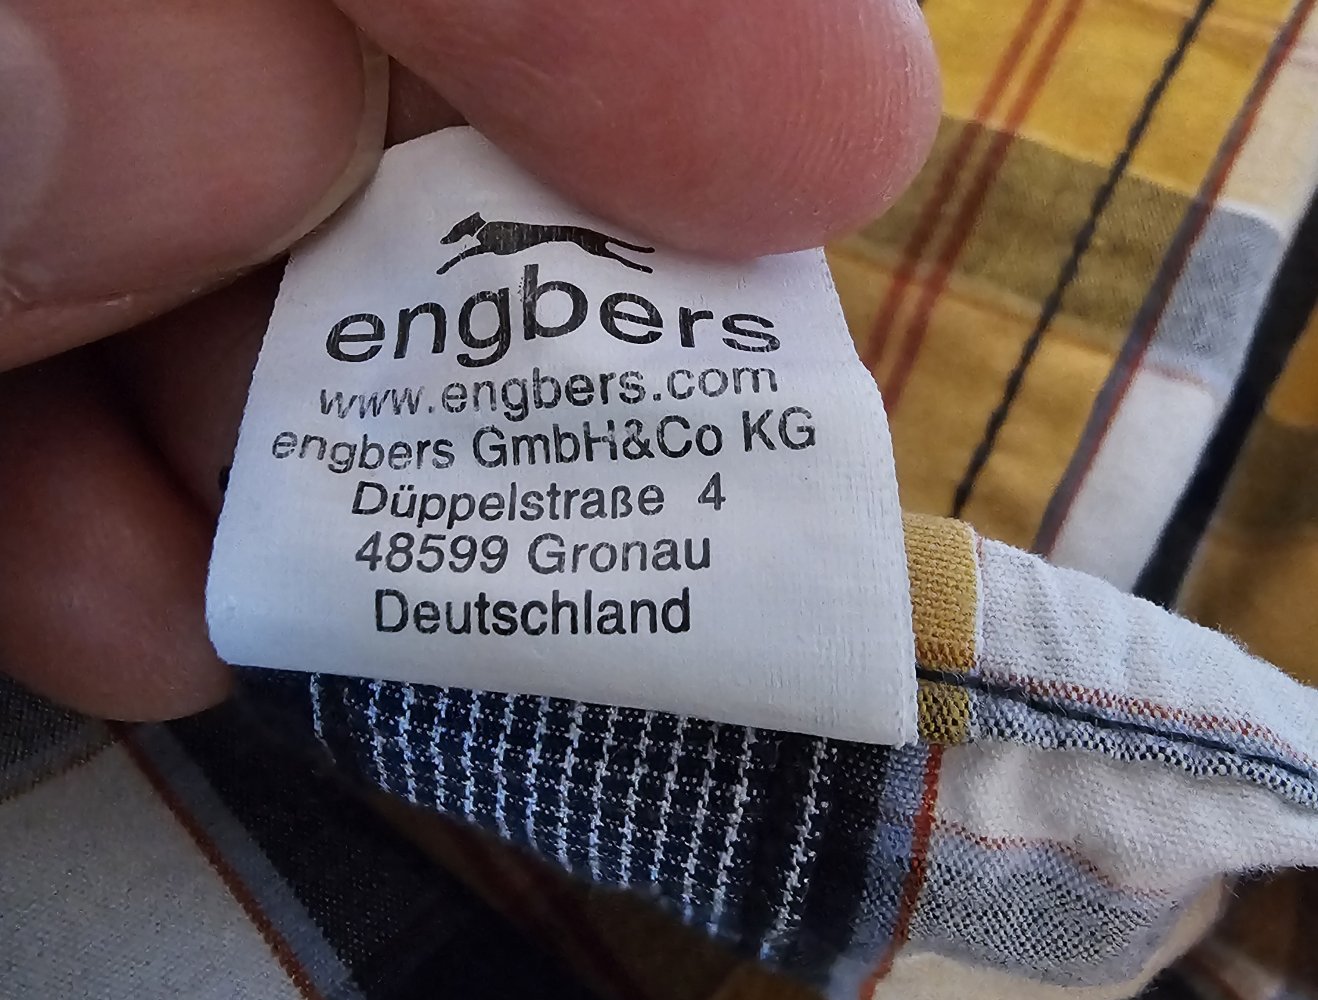 engbers
www.engbers.com
engbers GmbH&Co KG
Düppelstraße 4
48599 Gronau
Deutschland